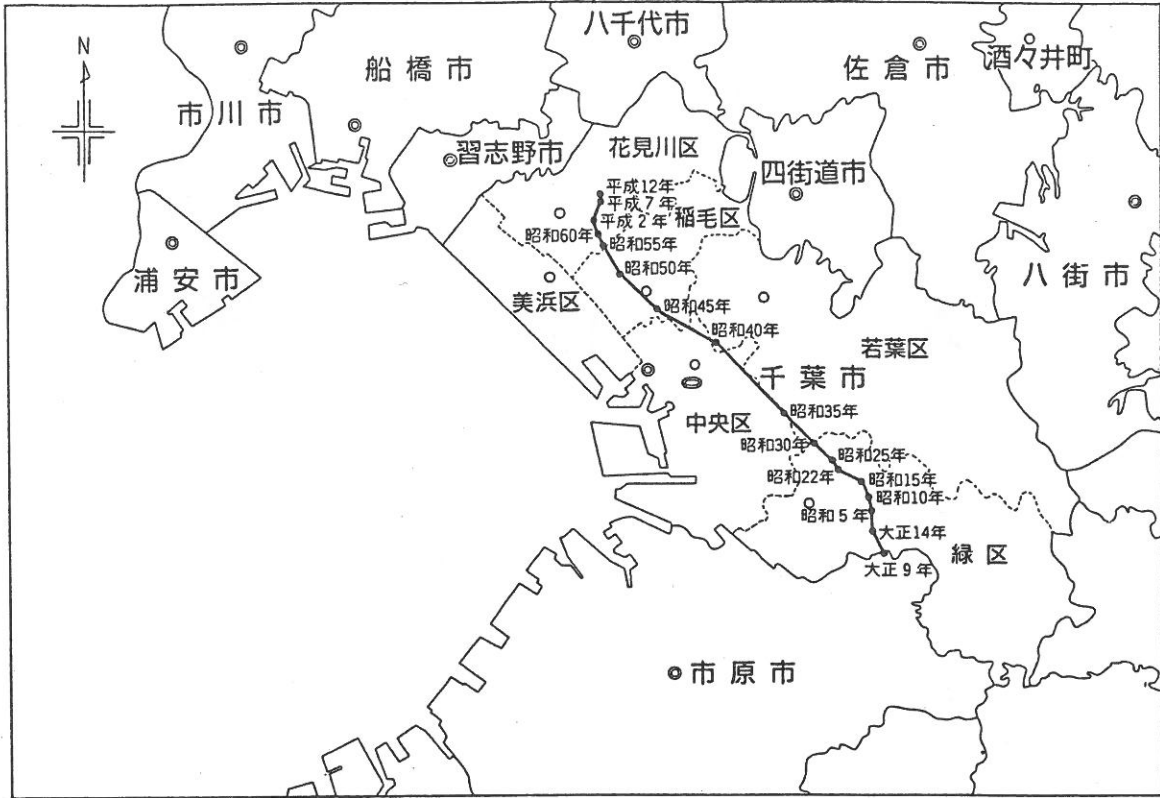 N
八千代市
船橋市
佐倉市
酒々井町
市川市
習志野市
花見川区
四街道市
平成12年
平成7年
平成2年
稲毛区
昭和60年
昭和55年
昭和50年
浦安市
美浜区
八街市
昭和45年
昭和40年
若葉区
千葉市
中央区
昭和35年
昭和30年
昭和25年
昭和22年
昭和15年
昭和10年
昭和5年
大正14年
緑区
大正9年
市原市